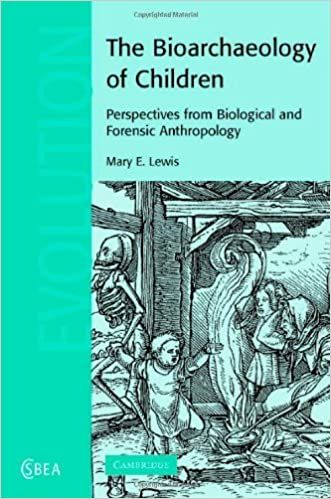 EVOLUTION
The Bioarchaeology
of Children
Perspectives from Biological and
Forensic Anthropology
Mary E. Lewis
CSBEA
CAMBRIDGE